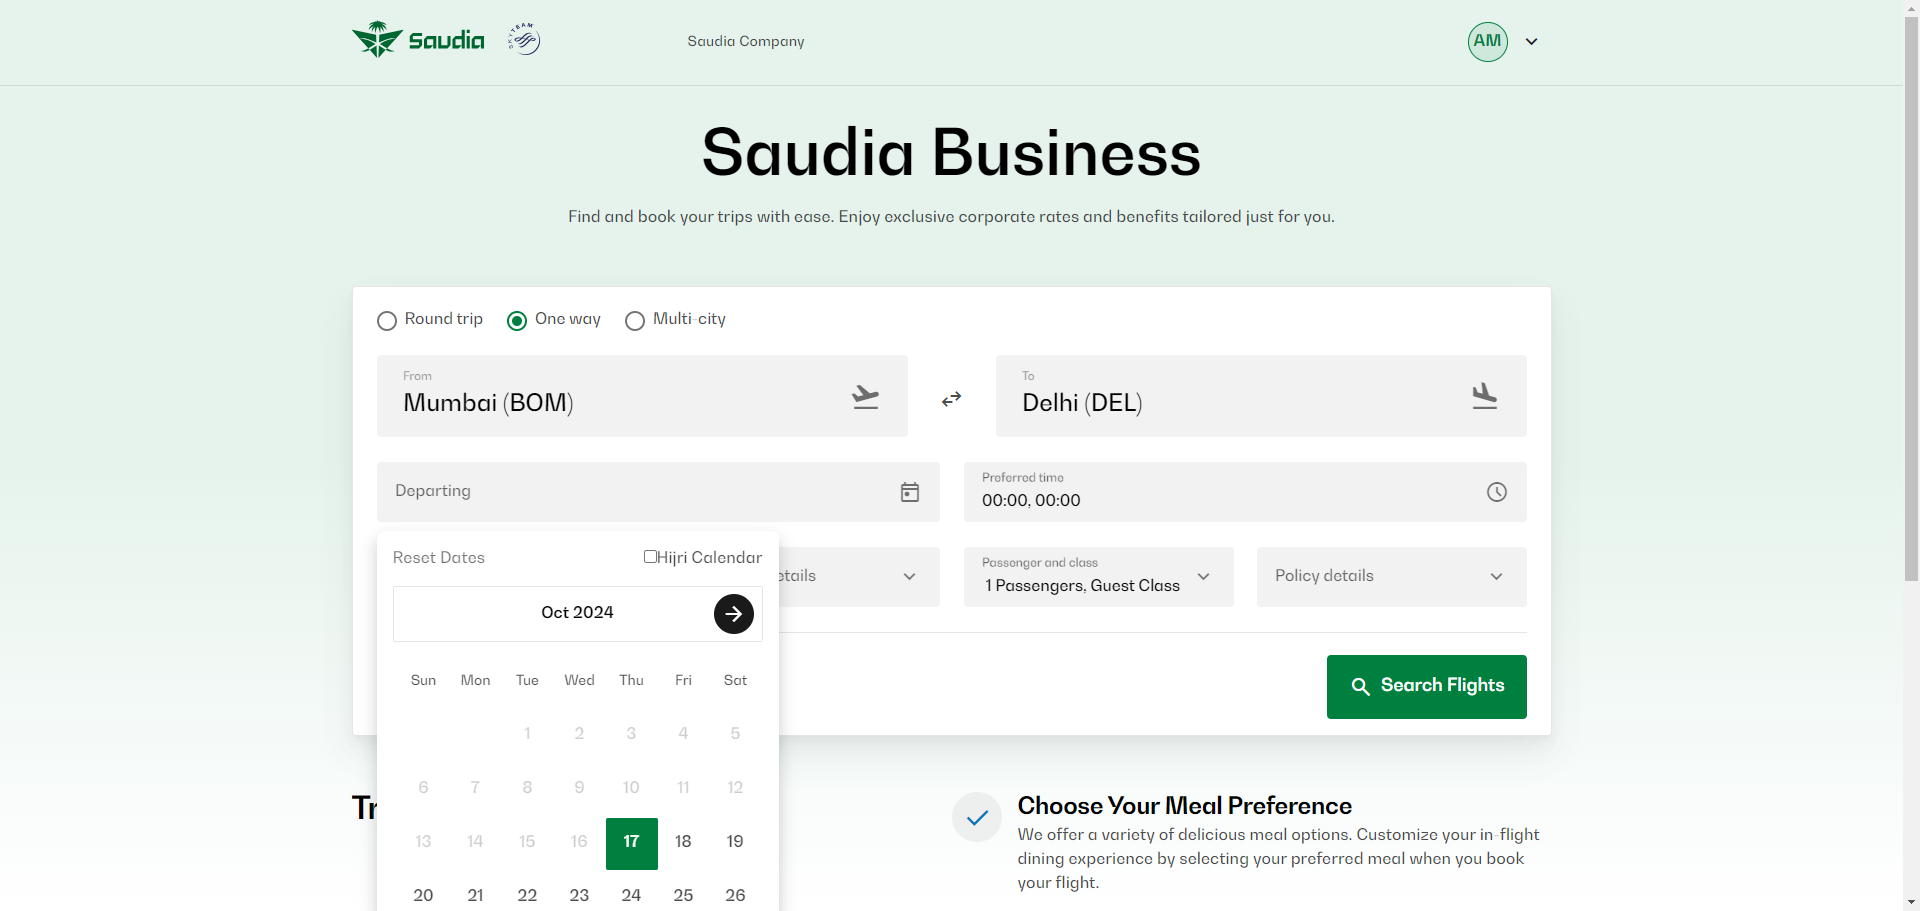 Saudia
SKYTEAM
Saudia Company
AM
Saudia Business
Find and book your trips with ease. Enjoy exclusive corporate rates and benefits tailored just for you.
Round trip
One way
Multi-city
From
Mumbai (BOM)
To
Delhi (DEL)
Departing
Preferred time
00:00, 00:00
Reset Dates
Hijri Calendar
etails
Passenger and class
1 Passengers, Guest Class
Policy details
Oct 2024
Search Flights
Sun Mon Tue Wed Thu Fri Sat
1 2 3 4 5
6 7 8 9 10 11 12
13 14 15 16 17 18 19
20 21 22 23 24 25 26
Tr
Choose Your Meal Preference
We offer a variety of delicious meal options. Customize your in-flight
dining experience by selecting your preferred meal when you book
your flight.